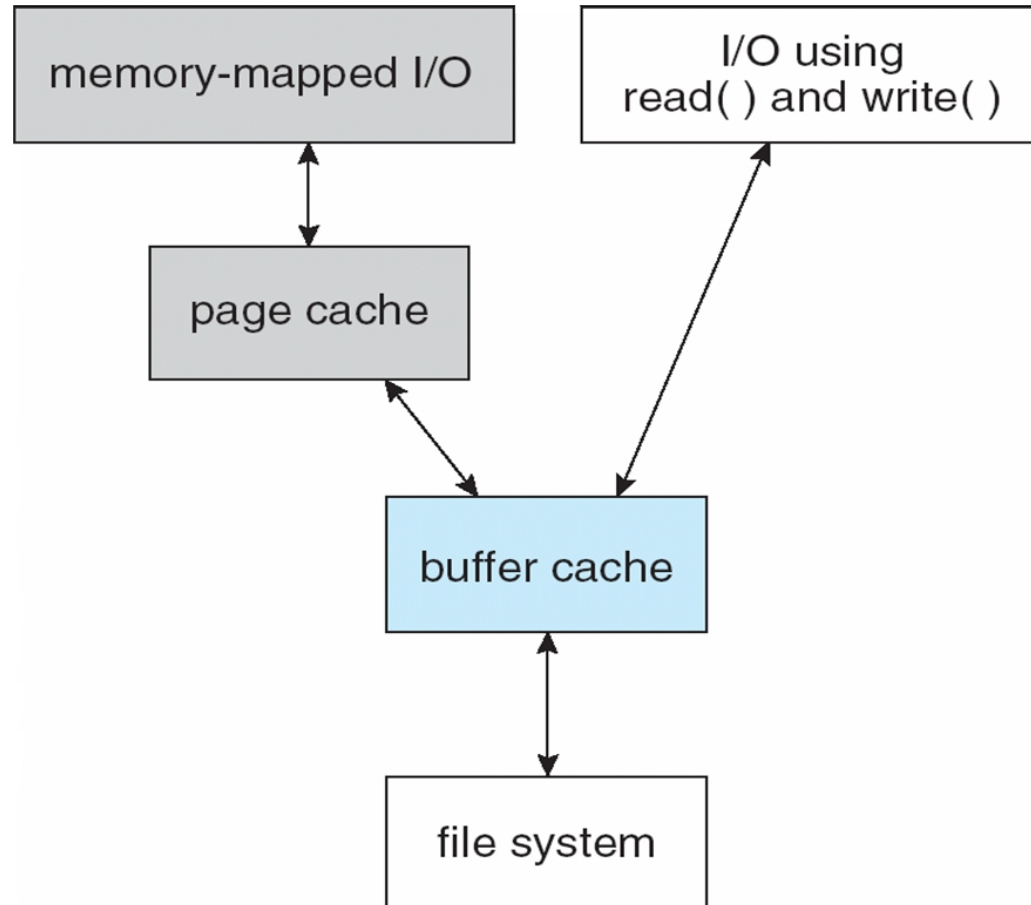 memory-mapped I/O
I/O using
read( ) and write( )
page cache
buffer cache
file system